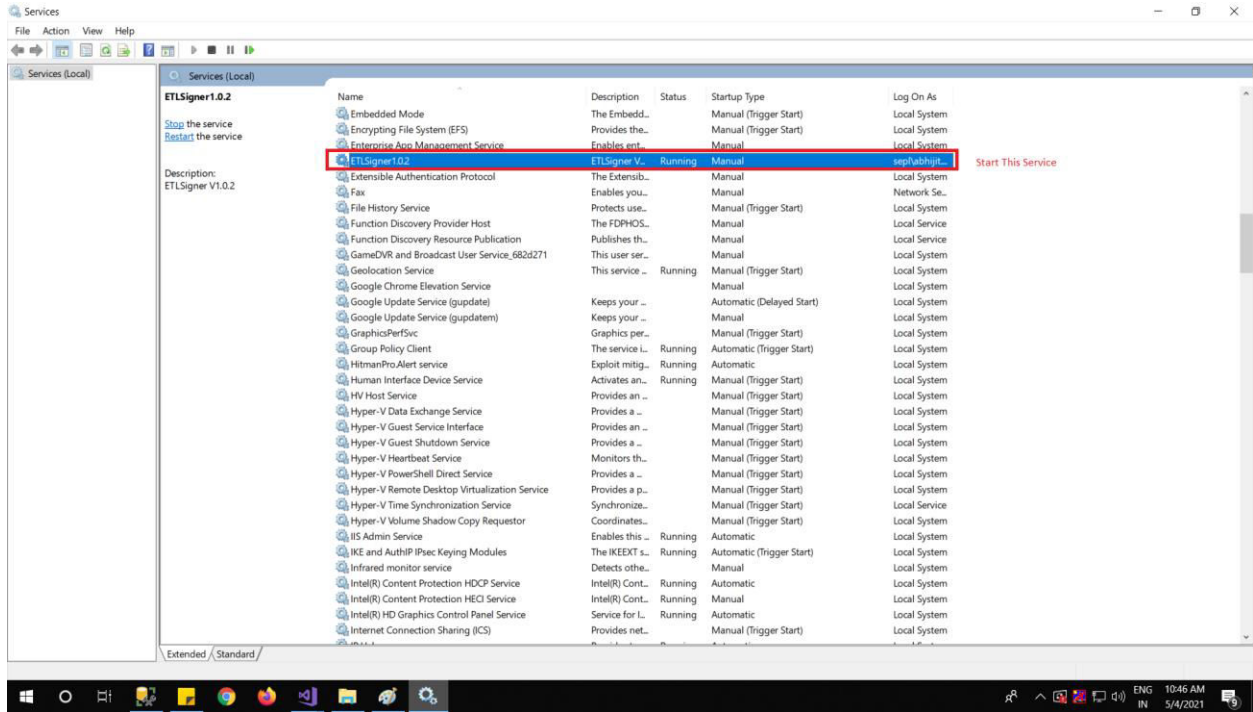 Services
File Action View Help
Services (Local)
Services (Local)
ETLSigner1.0.2
Stop the service
Restart the service
Description:
ETLSigner V1.0.2
Name Description Status Startup Type Log On As
Embedded Mode The Embedd... Manual (Trigger Start) Local System
Encrypting File System (EFS) Provides the... Manual (Trigger Start) Local System
Enterprise App Management Service Enables ent... Manual Local System
ETLSigner1.0.2 ETLSigner V... Running Manual sepl\abhijit...
Start This Service
Extensible Authentication Protocol The Extensib... Manual Local System
Fax Enables you... Manual Network Se...
File History Service Protects use... Manual (Trigger Start) Local System
Function Discovery Provider Host The FDPHOS... Manual Local Service
Function Discovery Resource Publication Publishes th... Manual Local Service
GameDVR and Broadcast User Service_682d271 This user ser... Manual Local System
Geolocation Service This service ... Running Manual (Trigger Start) Local System
Google Chrome Elevation Service Manual Local System
Google Update Service (gupdate) Keeps your ... Automatic (Delayed Start) Local System
Google Update Service (gupdatem) Keeps your ... Manual Local System
GraphicsPerfSvc Graphics per... Manual (Trigger Start) Local System
Group Policy Client The service i... Running Automatic (Trigger Start) Local System
HitmanPro.Alert service Exploit mitig... Running Automatic Local System
Human Interface Device Service Activates an... Running Manual (Trigger Start) Local System
HV Host Service Provides an ... Manual (Trigger Start) Local System
Hyper-V Data Exchange Service Provides a ... Manual (Trigger Start) Local System
Hyper-V Guest Service Interface Provides an ... Manual (Trigger Start) Local System
Hyper-V Guest Shutdown Service Provides a ... Manual (Trigger Start) Local System
Hyper-V Heartbeat Service Monitors th... Manual (Trigger Start) Local System
Hyper-V PowerShell Direct Service Provides a ... Manual (Trigger Start) Local System
Hyper-V Remote Desktop Virtualization Service Provides a p... Manual (Trigger Start) Local System
Hyper-V Time Synchronization Service Synchronize... Manual (Trigger Start) Local Service
Hyper-V Volume Shadow Copy Requestor Coordinates... Manual (Trigger Start) Local System
IIS Admin Service Enables this ... Running Automatic Local System
IKE and AuthIP IPsec Keying Modules The IKEEXT s... Running Automatic (Trigger Start) Local System
Infrared monitor service Detects othe... Manual Local System
Intel(R) Content Protection HDCP Service Intel(R) Cont... Running Automatic Local System
Intel(R) Content Protection HECI Service Intel(R) Cont... Running Manual Local System
Intel(R) HD Graphics Control Panel Service Service for I... Running Automatic Local System
Internet Connection Sharing (ICS) Provides net... Manual (Trigger Start) Local System
Extended Standard
ENG 10:46 AM
IN 5/4/2021
9